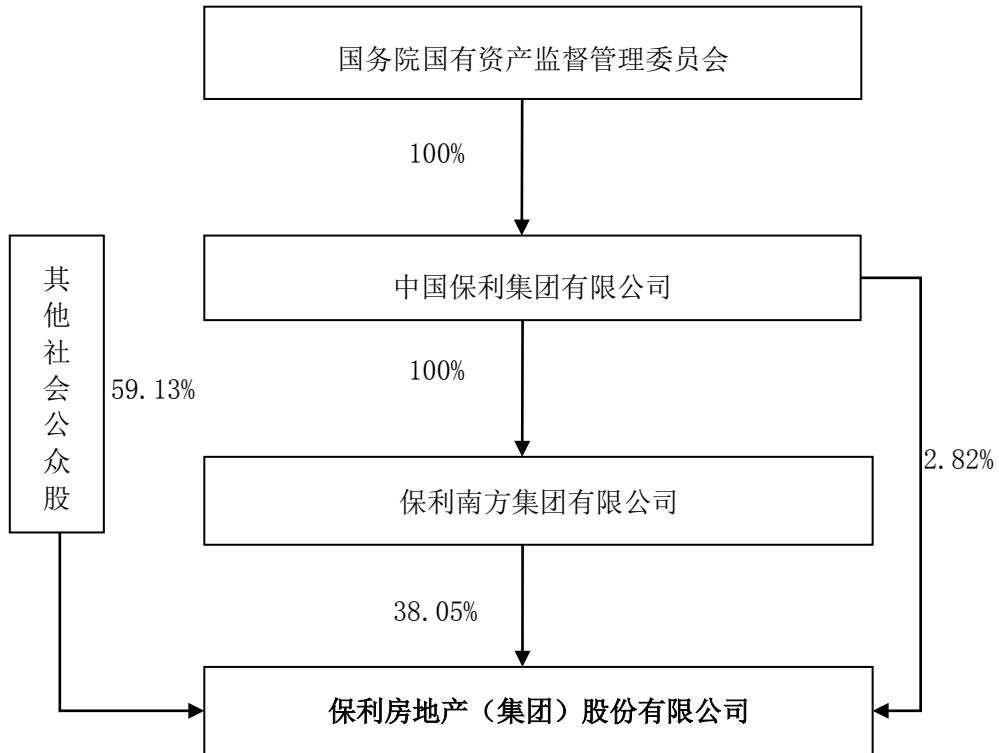 国务院国有资产监督管理委员会
100%
中国保利集团有限公司
其他社会公众股
59.13%
100%
2.82%
保利南方集团有限公司
38.05%
保利房地产（集团）股份有限公司